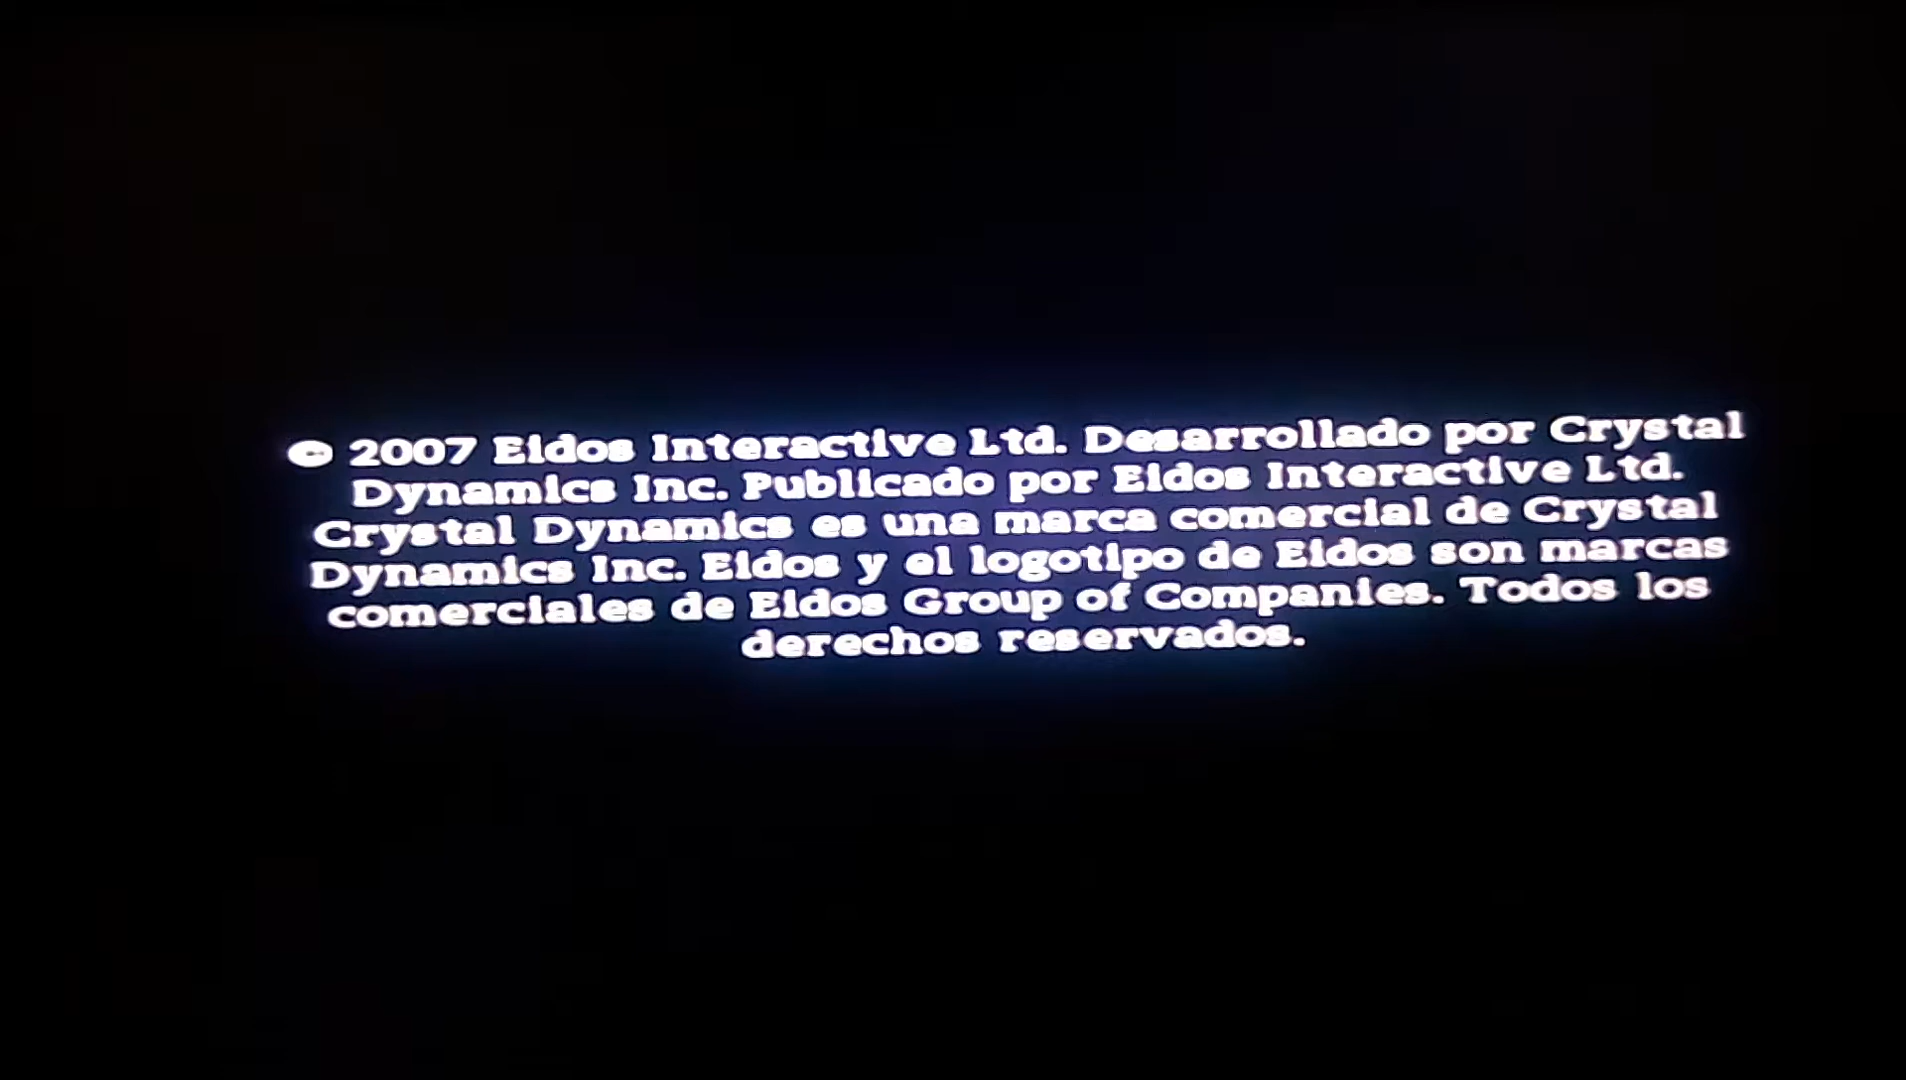 © 2007 Eidos Interactive Ltd. Desarrollado por Crystal
Dynamics Inc. Publicado por Eidos Interactive Ltd.
Crystal Dynamics es una marca comercial de Crystal
Dynamics Inc. Eidos y el logotipo de Eidos son marcas
comerciales de Eidos Group of Companies. Todos los
derechos reservados.